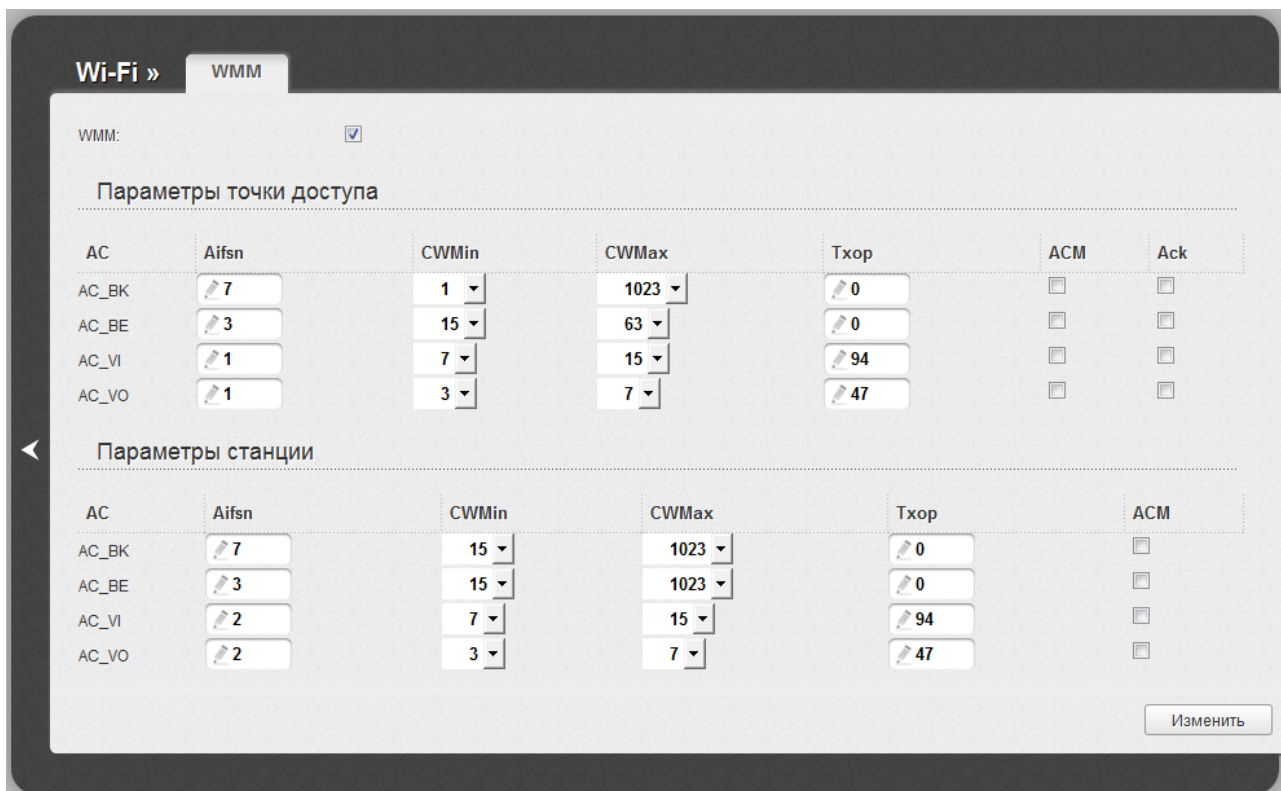 Wi-Fi » WMM
WMM:
Параметры точки доступа
AC Aifsn CWMin CWMax Txop ACM Ack
AC_BK 7 1 1023 0
AC_BE 3 15 63 0
AC_VI 1 7 15 94
AC_VO 1 3 7 47
Параметры станции
AC Aifsn CWMin CWMax Txop ACM
AC_BK 7 15 1023 0
AC_BE 3 15 1023 0
AC_VI 2 7 15 94
AC_VO 2 3 7 47
Изменить